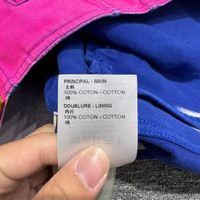 PRINCIPAL - MAIN
主料
100% COTON - COTTON
棉
DOUBLURE - LINING
内衬
100% COTON - COTTON
棉